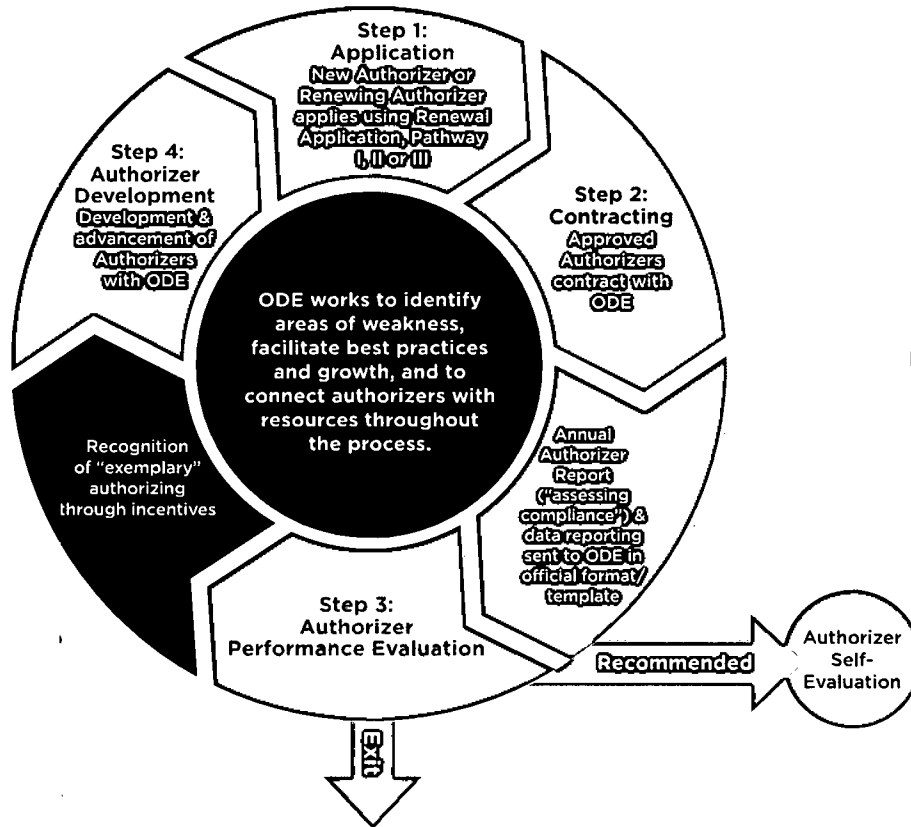 Step 1:
Application
New Authorizer or
Renewing Authorizer
applies using Renewal
Application, Pathway
I, II or III
Step 2:
Contracting
Approved
Authorizers
contract with
ODE
Annual
Authorizer
Report
("assessing
compliance") &
data reporting
sent to ODE in
official format/
template
Step 3:
Authorizer
Performance Evaluation
Recommended
Authorizer
Self-
Evaluation
Exit
Recognition
of "exemplary"
authorizing
through incentives
Step 4:
Authorizer
Development
Development &
advancement of
Authorizers
with ODE
ODE works to identify
areas of weakness,
facilitate best practices
and growth, and to
connect authorizers with
resources throughout
the process.